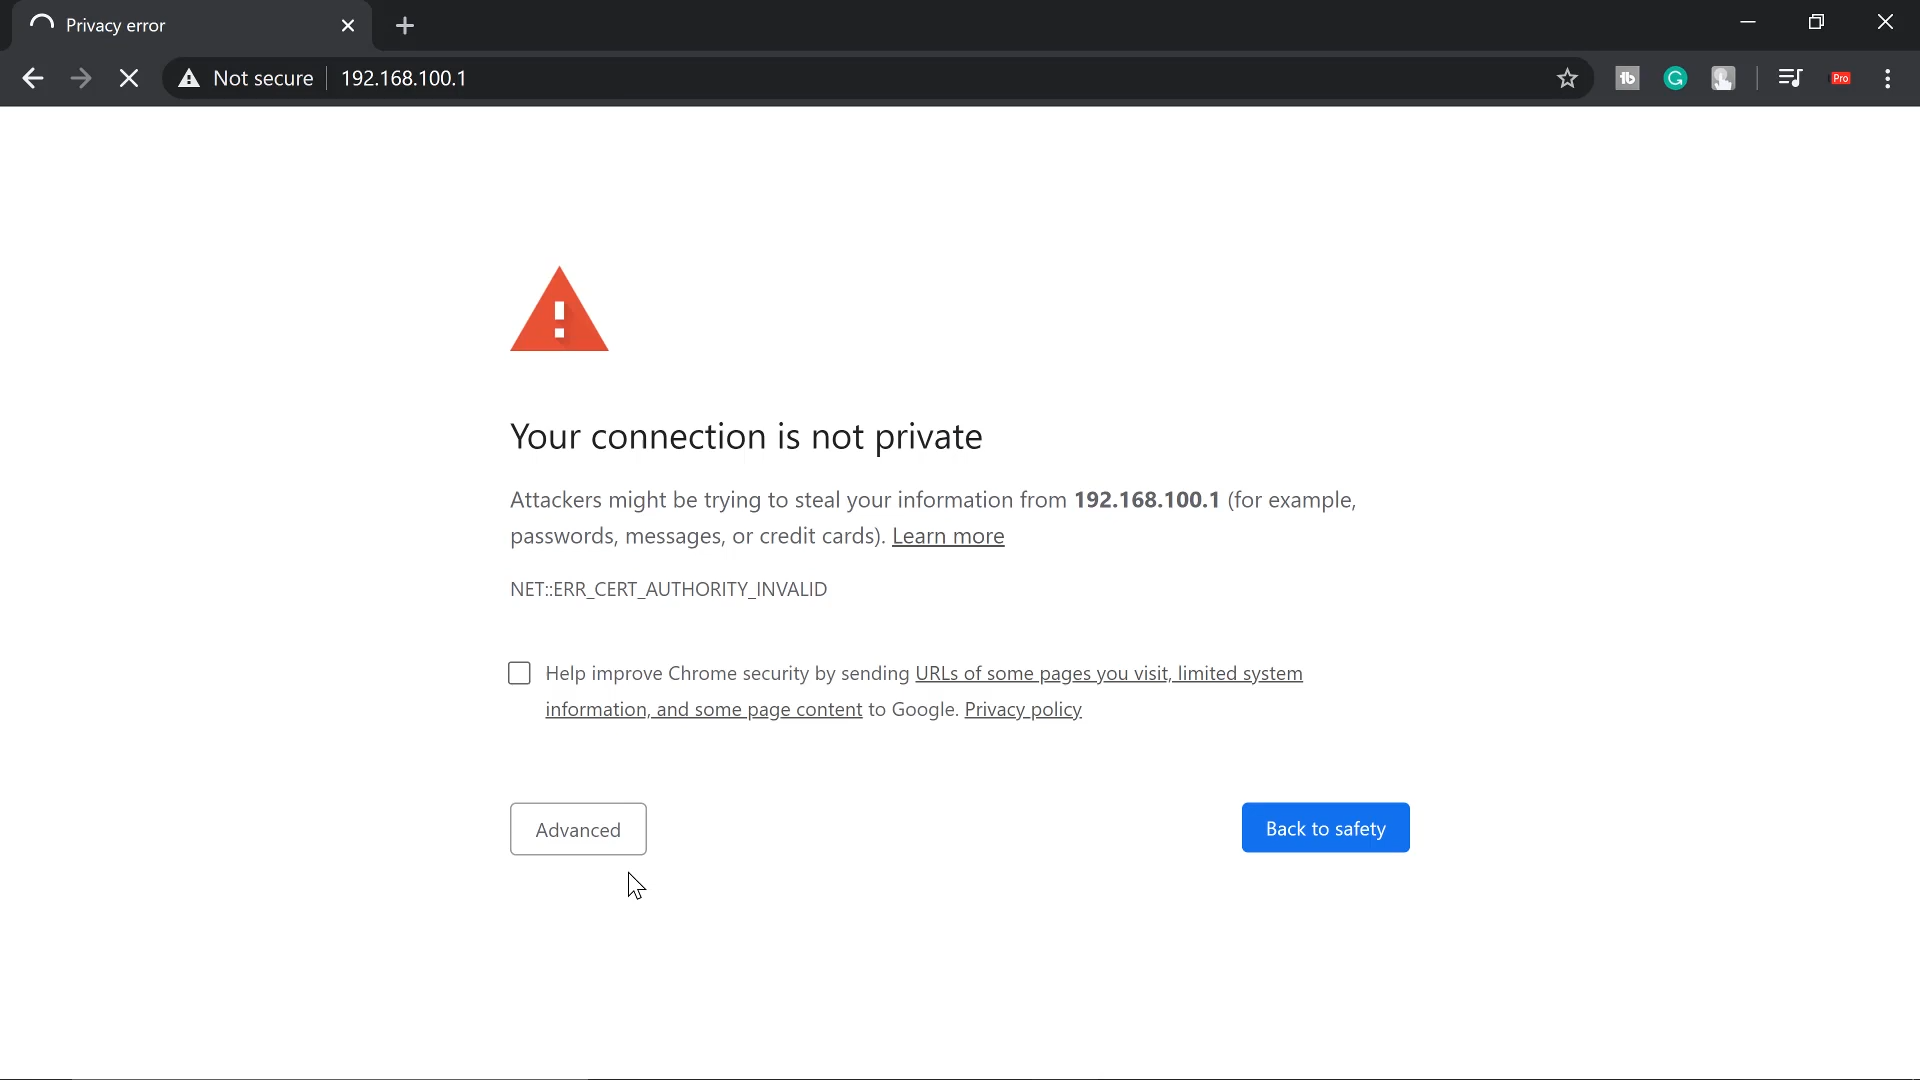 Privacy error
Not secure 192.168.100.1
Pro
Your connection is not private
Attackers might be trying to steal your information from 192.168.100.1 (for example,
passwords, messages, or credit cards). Learn more
NET::ERR_CERT_AUTHORITY_INVALID
Help improve Chrome security by sending URLs of some pages you visit, limited system
information, and some page content to Google. Privacy policy
Advanced
Back to safety